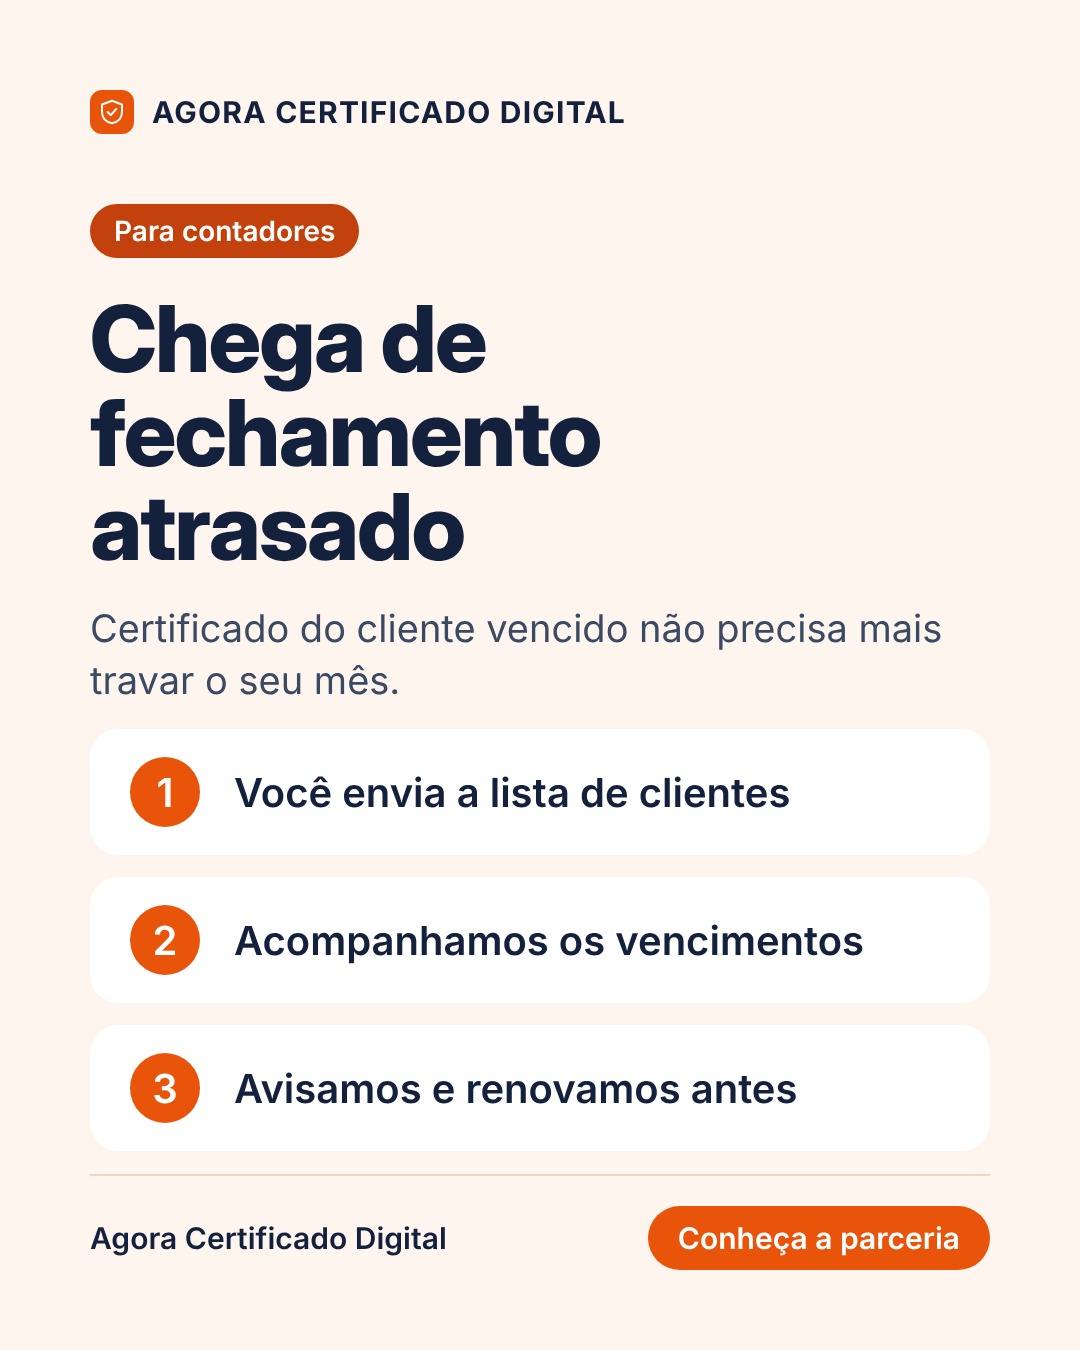 AGORA CERTIFICADO DIGITAL
Para contadores
Chega de
fechamento
atrasado
Certificado do cliente vencido não precisa mais
travar o seu mês.
1 Você envia a lista de clientes
2 Acompanhamos os vencimentos
3 Avisamos e renovamos antes
Agora Certificado Digital
Conheça a parceria